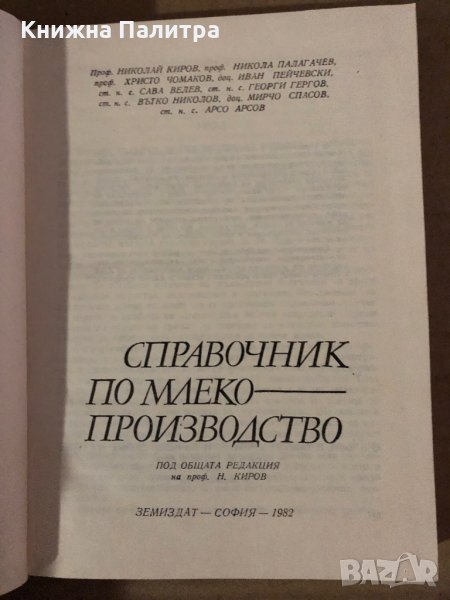 Книжна Палитра
Проф. НИКОЛАЙ КИРОВ, проф. НИКОЛА ПАЛАГАЧЕВ,
проф. ХРИСТО ЧОМАКОВ, доц. ИВАН ПЕЙЧЕВСКИ,
ст. н. с. САВА ВЕЛЕВ, ст. н. с. ГЕОРГИ ГЕРГОВ,
ст. н. с. ВЪТКО НИКОЛОВ, доц. МИРЧО СПАСОВ,
ст. н. с. АРСО АРСОВ
СПРАВОЧНИК
ПО МЛЕКО—
ПРОИЗВОДСТВО
ПОД ОБЩАТА РЕДАКЦИЯ
на проф. Н. КИРОВ
ЗЕМИЗДАТ — СОФИЯ — 1982
BAZAR